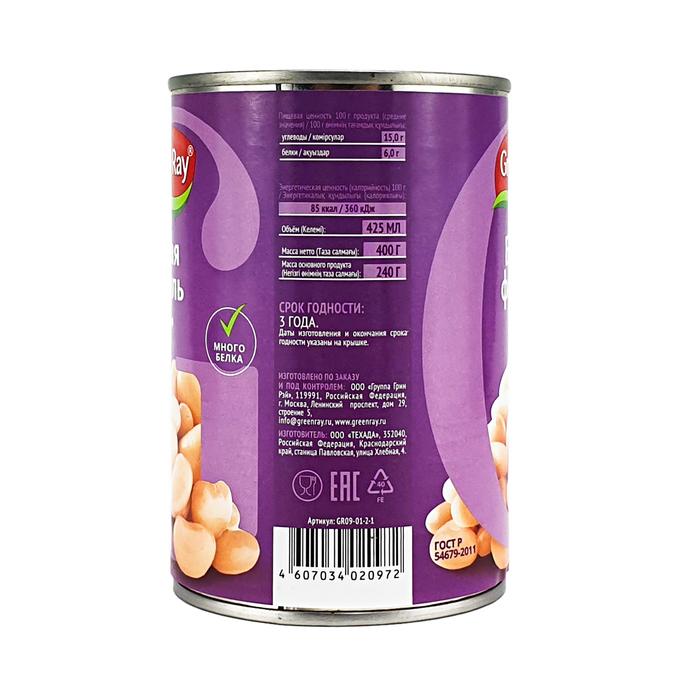 Пищевая ценность 100 г продукта (средние
значения) / 100 г өнімнің тағамдық құндылығы:
углеводы / көмірсулар 15,0 г
белки / ақуыздар 6,0 г
Энергетическая ценность (калорийность) 100 г
/ Энергетикалық құндылығы (калориялығы):
85 ккал / 360 кДж
Объём (Келемі): 425 МЛ
Масса нетто (Таза салмағы): 400 Г
Масса основного продукта
(Негізгі өнімнің таза салмағы): 240 Г
СРОК ГОДНОСТИ:
3 ГОДА.
Даты изготовления и окончания срока
годности указаны на крышке.
ИЗГОТОВЛЕНО ПО ЗАКАЗУ
И ПОД КОНТРОЛЕМ: ООО «Группа Грин
Рэй», 119991, Российская Федерация,
г. Москва, Ленинский проспект, дом 29,
строение 5,
info@greenray.ru / www.greenray.ru
ИЗГОТОВИТЕЛЬ: ООО «ТЕХАДА», 352040,
Российская Федерация, Краснодарский
край, станица Павловская, улица Хлебная, 4.
EAC
40
FE
Артикул: GR09-01-2-1
4 607034 020972
Ray®
МНОГО
БЕЛКА
ГОСТ Р
54679-2011